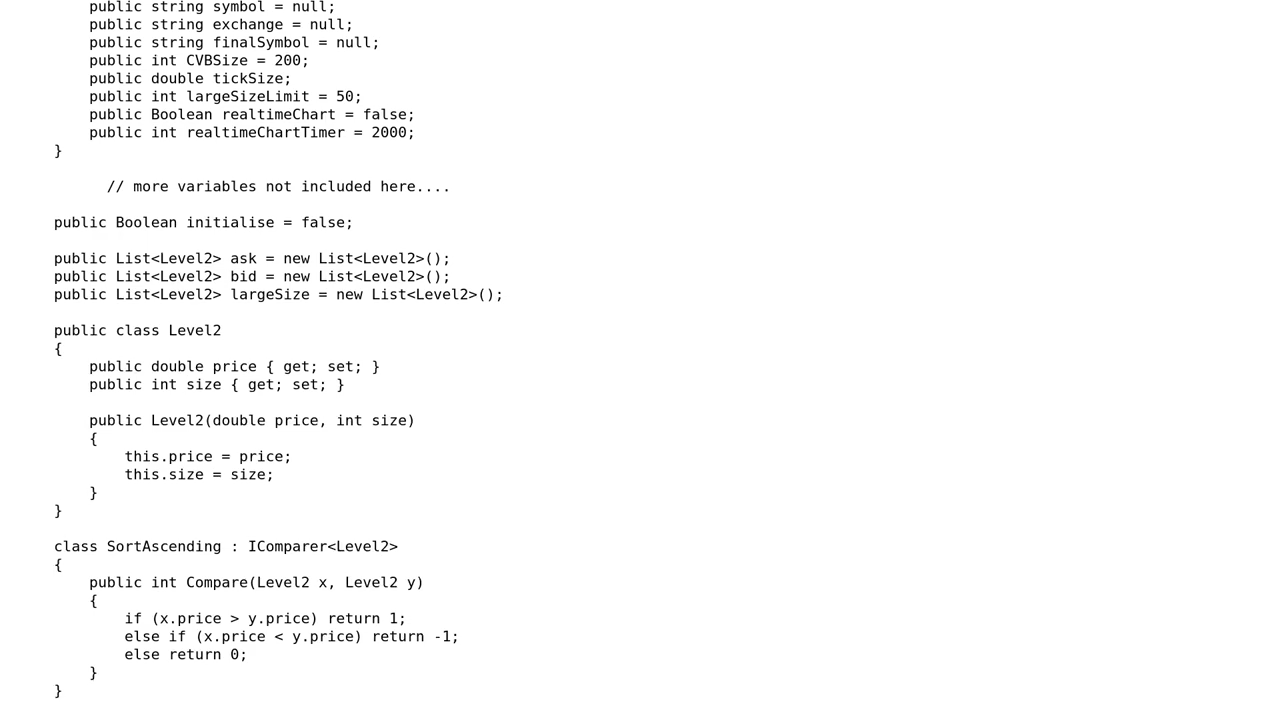 public string symbol = null;
public string exchange = null;
public string finalSymbol = null;
public int CVBSize = 200;
public double tickSize;
public int largeSizeLimit = 50;
public Boolean realtimeChart = false;
public int realtimeChartTimer = 2000;
}
// more variables not included here....
public Boolean initialise = false;
public List<Level2> ask = new List<Level2>();
public List<Level2> bid = new List<Level2>();
public List<Level2> largeSize = new List<Level2>();
public class Level2
{
public double price { get; set; }
public int size { get; set; }
public Level2(double price, int size)
{
this.price = price;
this.size = size;
}
}
class SortAscending : IComparer<Level2>
{
public int Compare(Level2 x, Level2 y)
{
if (x.price > y.price) return 1;
else if (x.price < y.price) return -1;
else return 0;
}
}